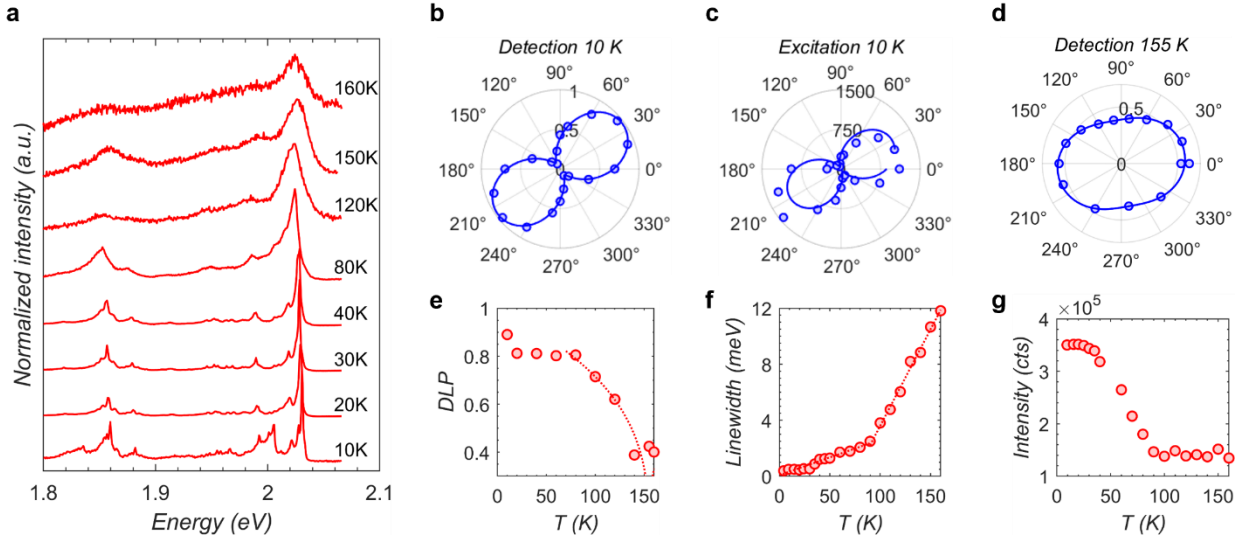 a
Normalized intensity (a.u.)
160K
150K
120K
80K
40K
30K
20K
10K
1.8
1.9
2
2.1
Energy (eV)
b
Detection 10 K
90°
120°
60°
150°
30°
180°
0°
210°
330°
240°
300°
270°
1
0.5
0
c
Excitation 10 K
90°
120°
60°
150°
30°
180°
0°
210°
330°
240°
300°
270°
1500
750
d
Detection 155 K
90°
120°
60°
150°
30°
180°
0°
210°
330°
240°
300°
270°
0.5
0
e
DLP
1
0.8
0.6
0.4
0
50
100
150
T (K)
f
Linewidth (meV)
12
8
4
0
0
50
100
150
T (K)
g
×10⁵
Intensity (cts)
4
3
2
1
0
50
100
150
T (K)